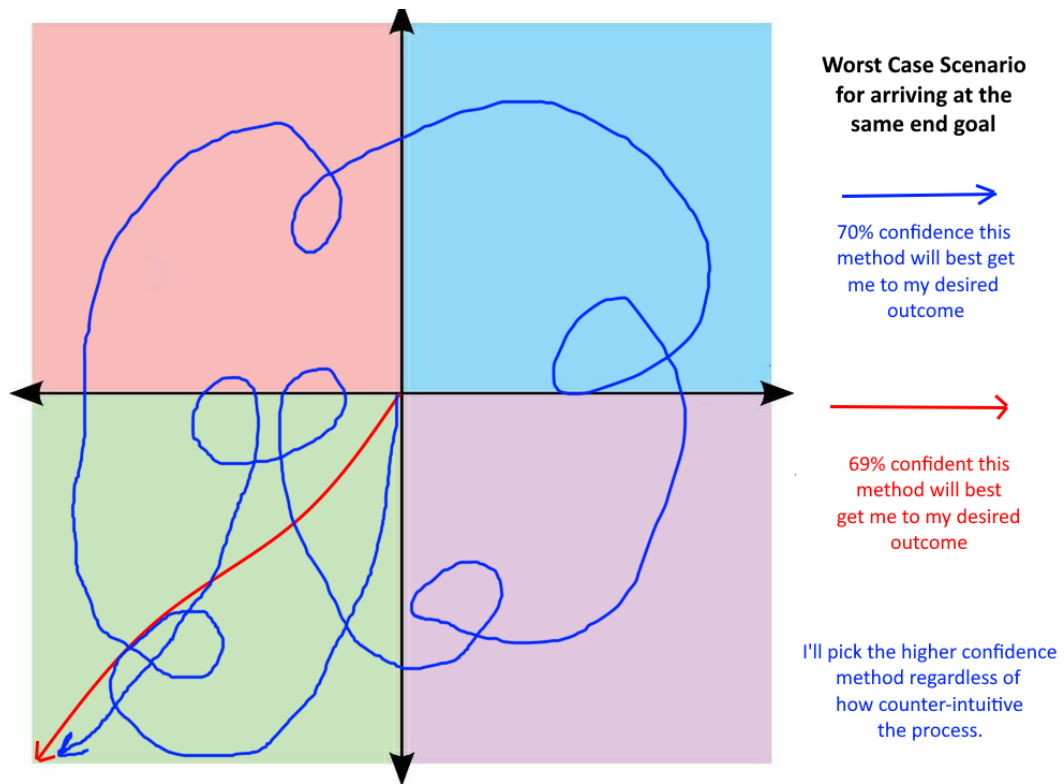 Worst Case Scenario
for arriving at the
same end goal
70% confidence this
method will best get
me to my desired
outcome
69% confident this
method will best
get me to my desired
outcome
I'll pick the higher confidence
method regardless of
how counter-intuitive
the process.